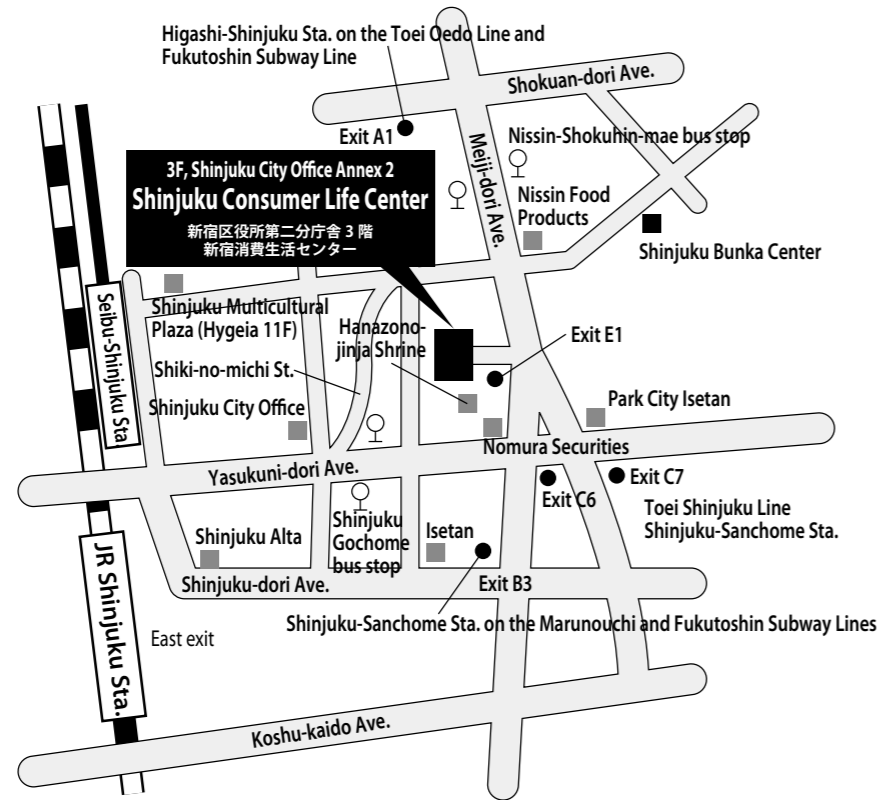 Higashi-Shinjuku Sta. on the Toei Oedo Line and
Fukutoshin Subway Line
Shokuan-dori Ave.
Exit A1
Meiji-dori Ave.
Nissin-Shokuhin-mae bus stop
3F, Shinjuku City Office Annex 2
Shinjuku Consumer Life Center
新宿区役所第二分庁舎 3 階
新宿消費生活センター
Nissin Food
Products
Shinjuku Bunka Center
Seibu-Shinjuku Sta.
Shinjuku Multicultural
Plaza (Hygeia 11F)
Hanazono-
jinja Shrine
Exit E1
Shiki-no-michi St.
Shinjuku City Office
Park City Isetan
Nomura Securities
Yasukuni-dori Ave.
Exit C7
Exit C6
Toei Shinjuku Line
Shinjuku-Sanchome Sta.
Shinjuku Alta
Shinjuku
Gochome
bus stop
Isetan
Shinjuku-dori Ave.
Exit B3
JR Shinjuku Sta.
East exit
Shinjuku-Sanchome Sta. on the Marunouchi and Fukutoshin Subway Lines
Koshu-kaido Ave.